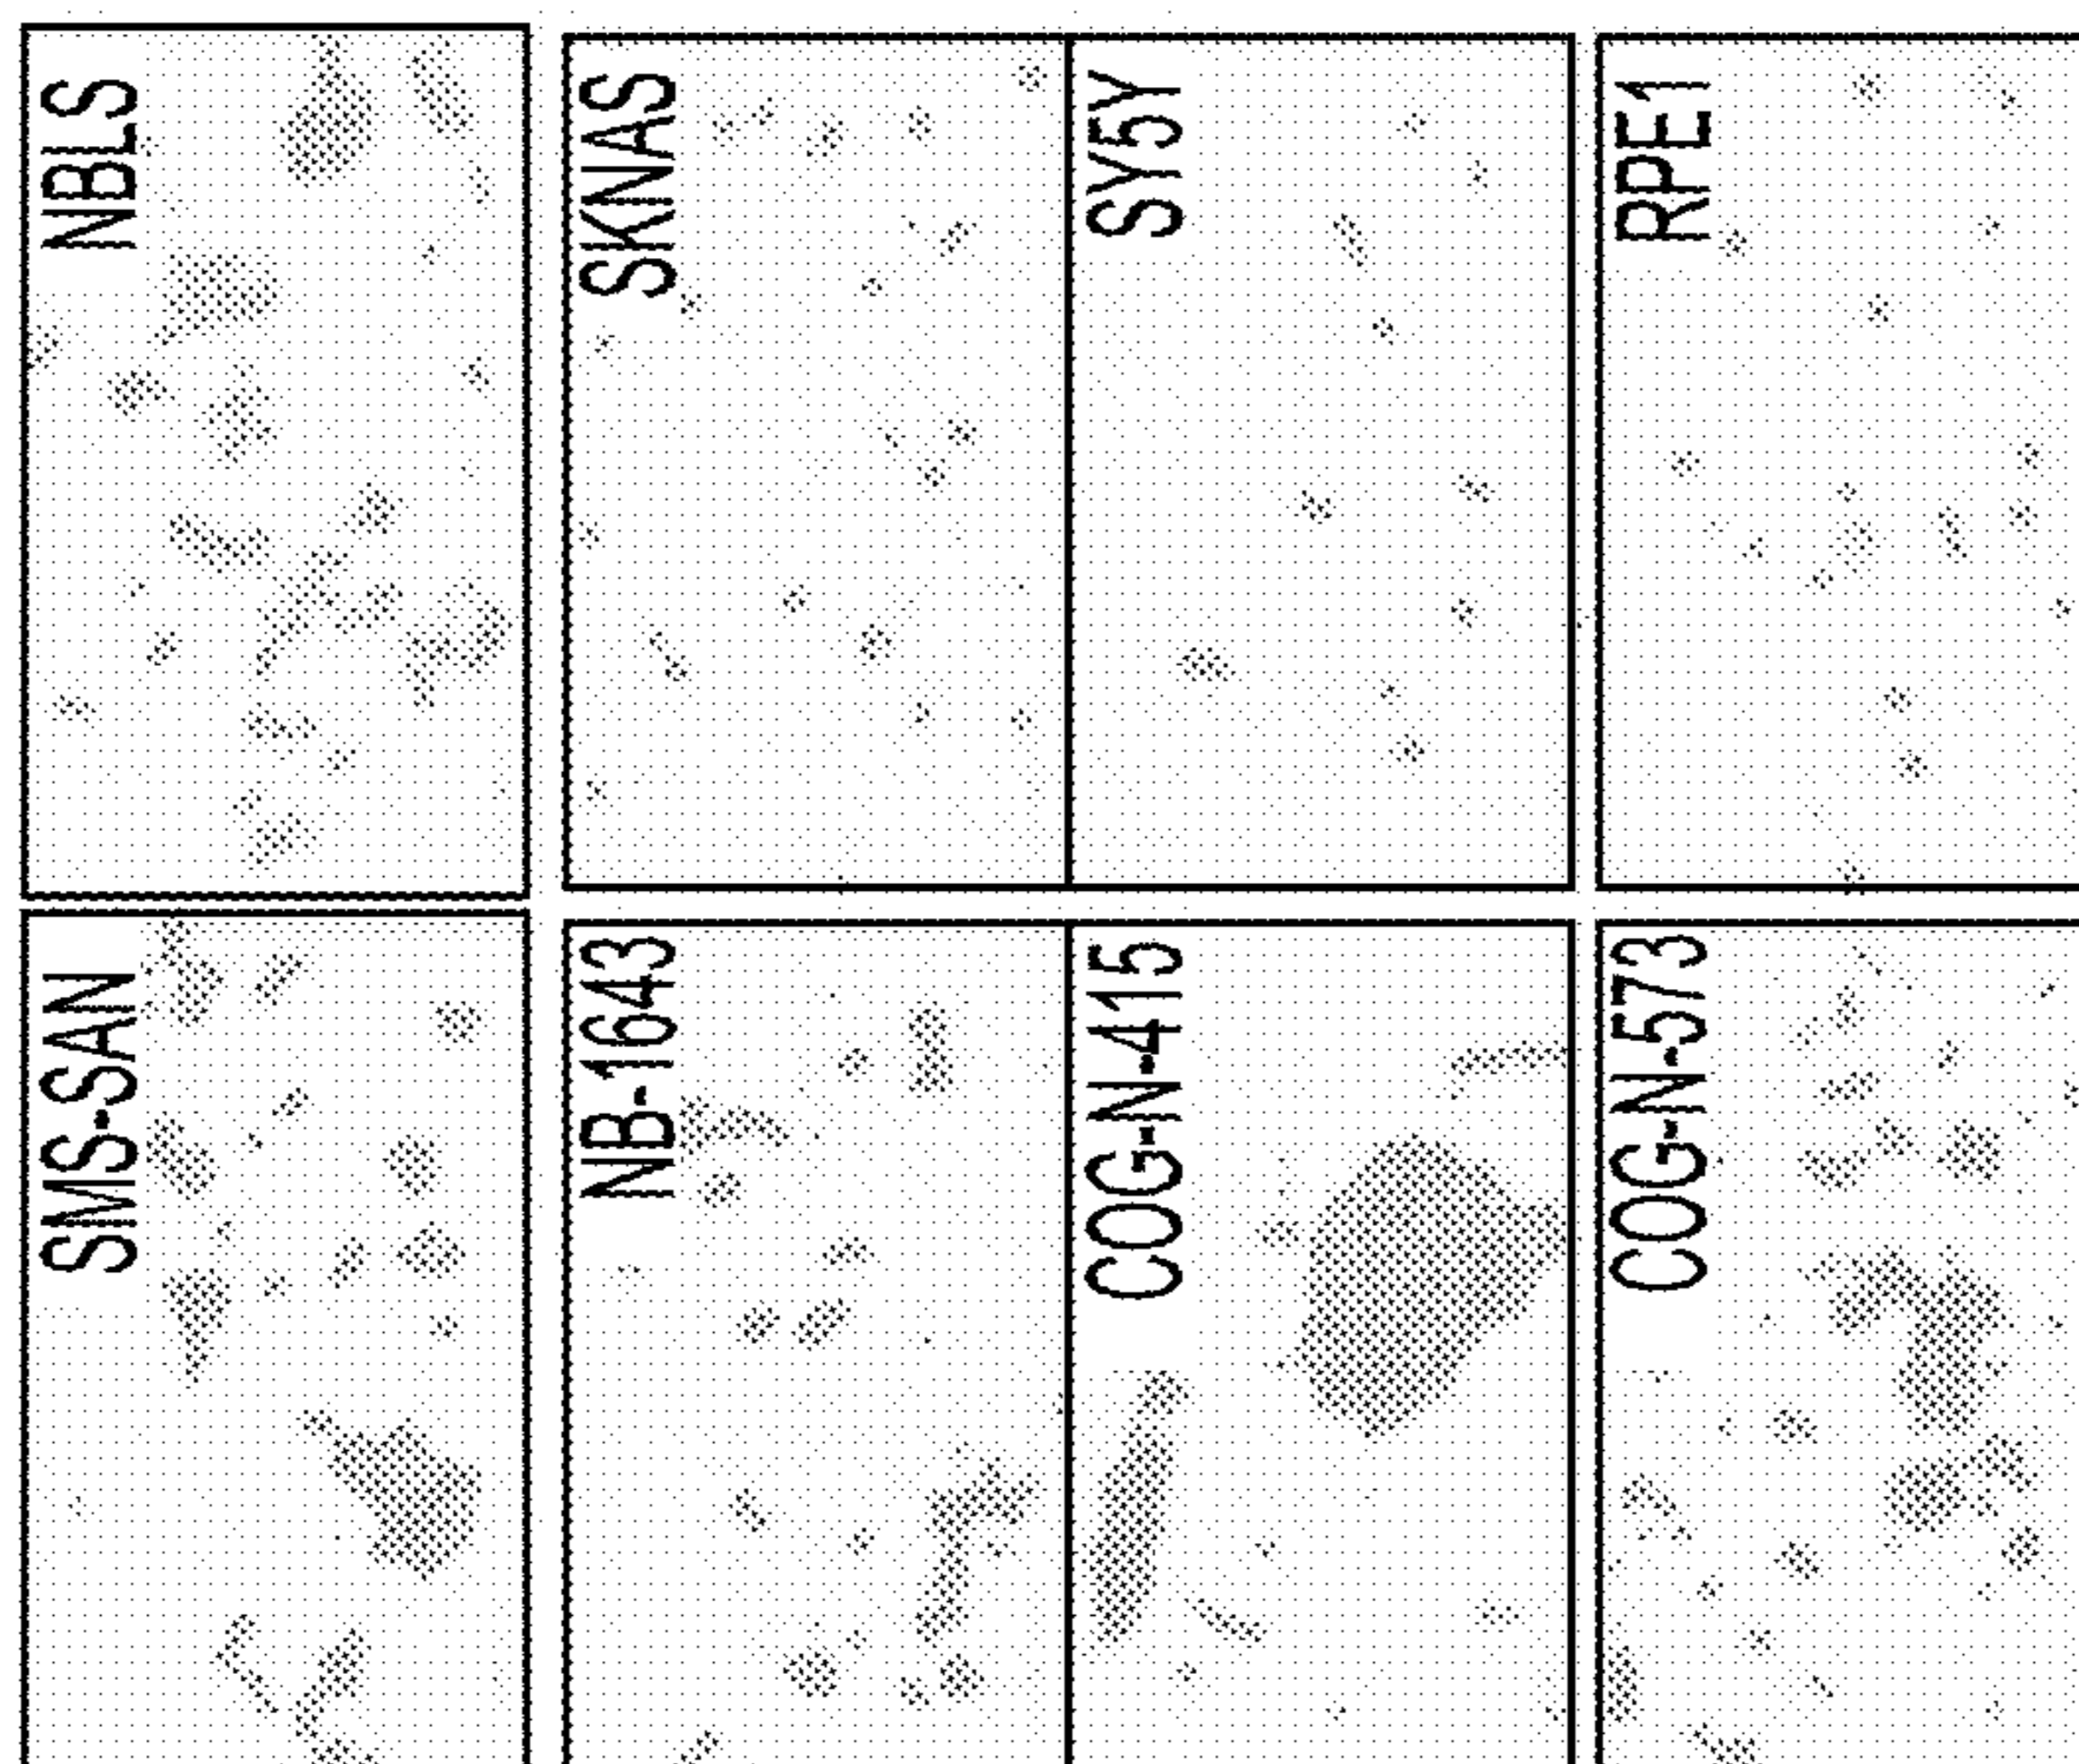 NBLS
SKNAS
SY5Y
RPE1
SMS-SAN
NB-1643
COG-N-415
COG-N-573